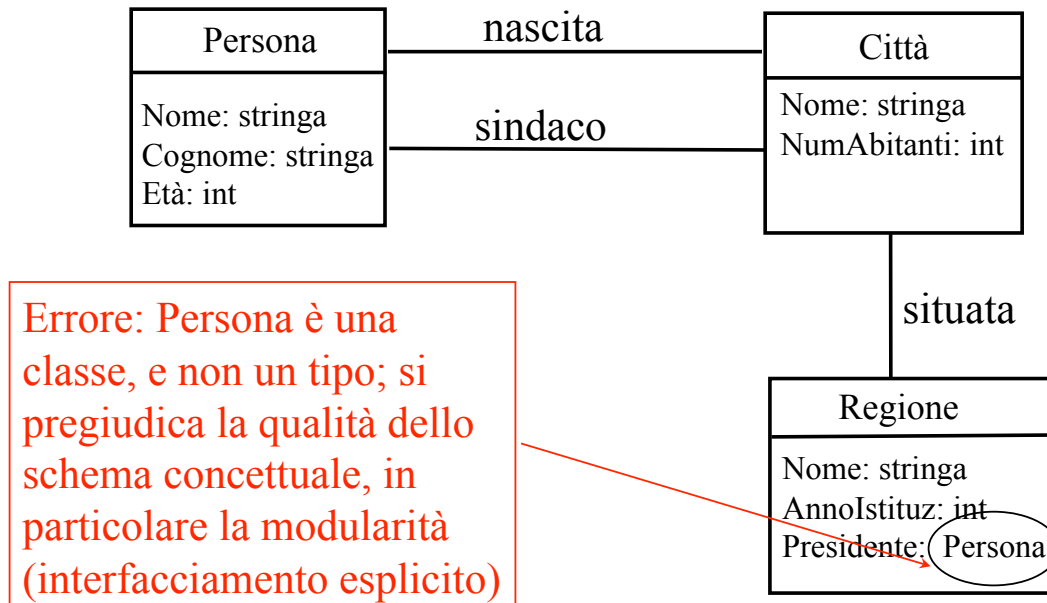 Persona
nascita
Città
Nome: stringa
Cognome: stringa
Età: int
sindaco
Nome: stringa
NumAbitanti: int
situata
Errore: Persona è una
classe, e non un tipo; si
pregiudica la qualità dello
schema concettuale, in
particolare la modularità
(interfacciamento esplicito)
Regione
Nome: stringa
AnnoIstituz: int
Presidente: Persona